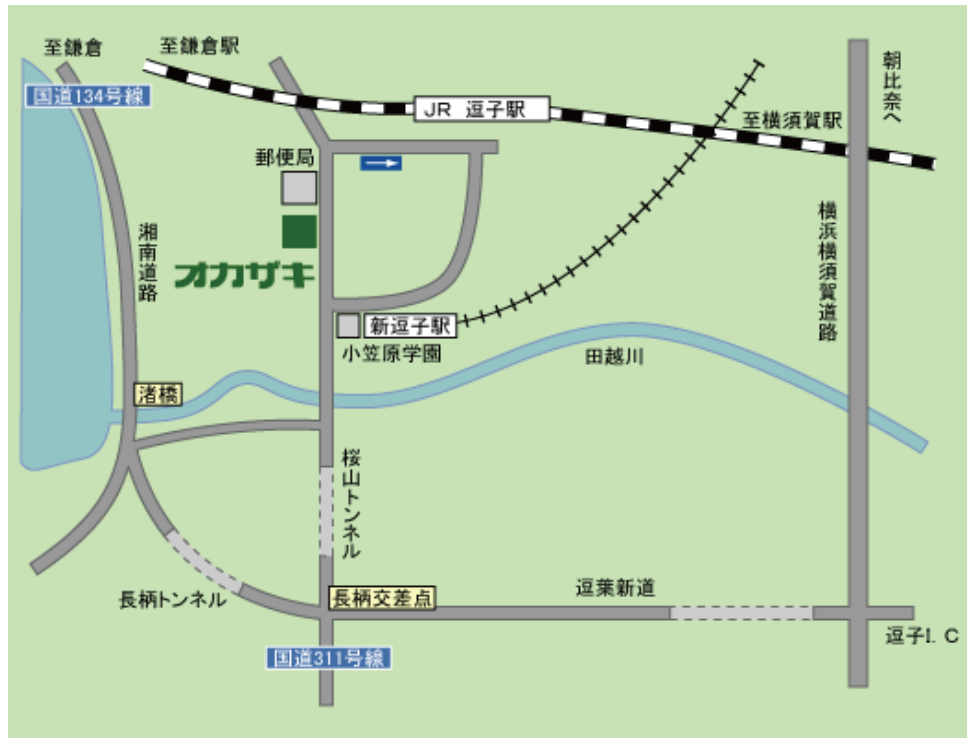 至鎌倉
至鎌倉駅
国道134号線
JR 逗子駅
至横須賀駅
朝比奈へ
郵便局
湘南道路
オカザキ
横浜横須賀道路
新逗子駅
小笠原学園
田越川
渚橋
桜山トンネル
長柄トンネル
長柄交差点
逗葉新道
逗子I.C
国道311号線